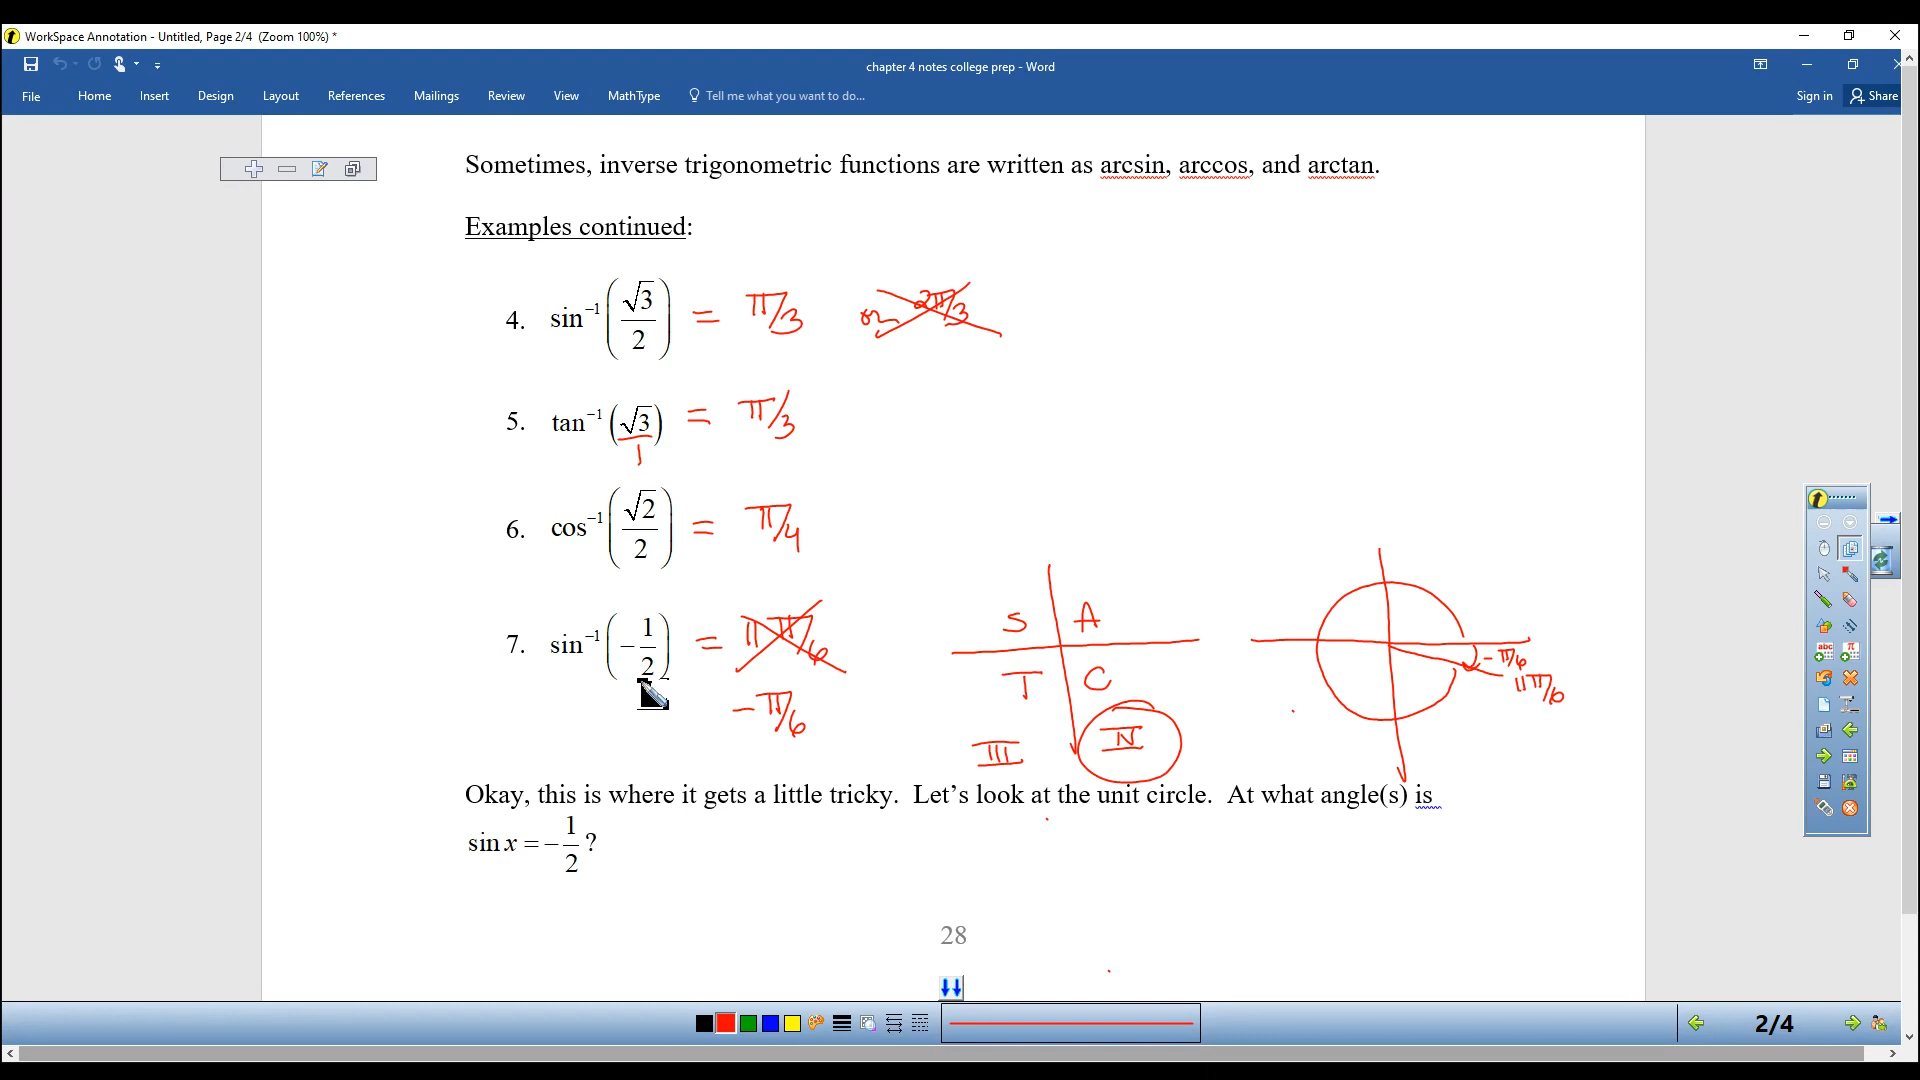 WorkSpace Annotation - Untitled, Page 2/4 (Zoom 100%) *
chapter 4 notes college prep - Word
File Home Insert Design Layout References Mailings Review View MathType Tell me what you want to do... Sign in Share
Sometimes, inverse trigonometric functions are written as arcsin, arccos, and arctan.
Examples continued:
4. sin⁻¹(√3/2) = π/3 or 2π/3
5. tan⁻¹(√3/1) = π/3
6. cos⁻¹(√2/2) = π/4
7. sin⁻¹(-1/2) = 11π/6
-π/6
S A
T C
III IV
-π/6
11π/6
Okay, this is where it gets a little tricky. Let's look at the unit circle. At what angle(s) is
sin x = -1/2 ?
28
abc π
2/4